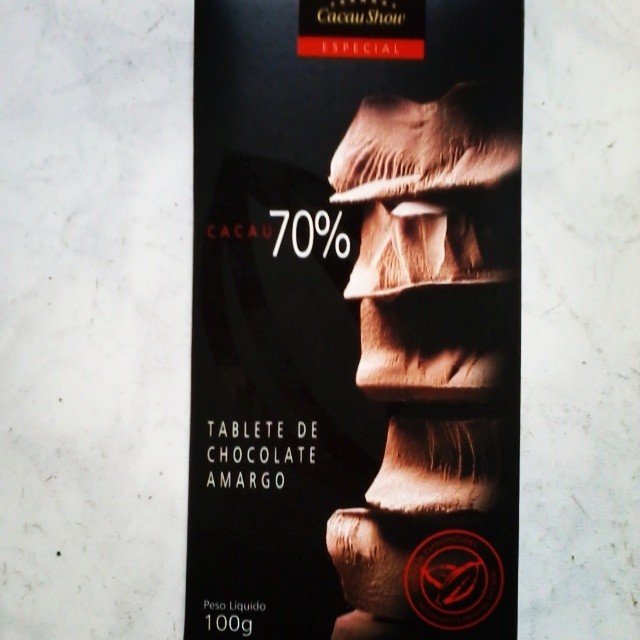 Cacau Show
ESPECIAL
CACAU 70%
TABLETE DE
CHOCOLATE
AMARGO
Peso Líquido
100g